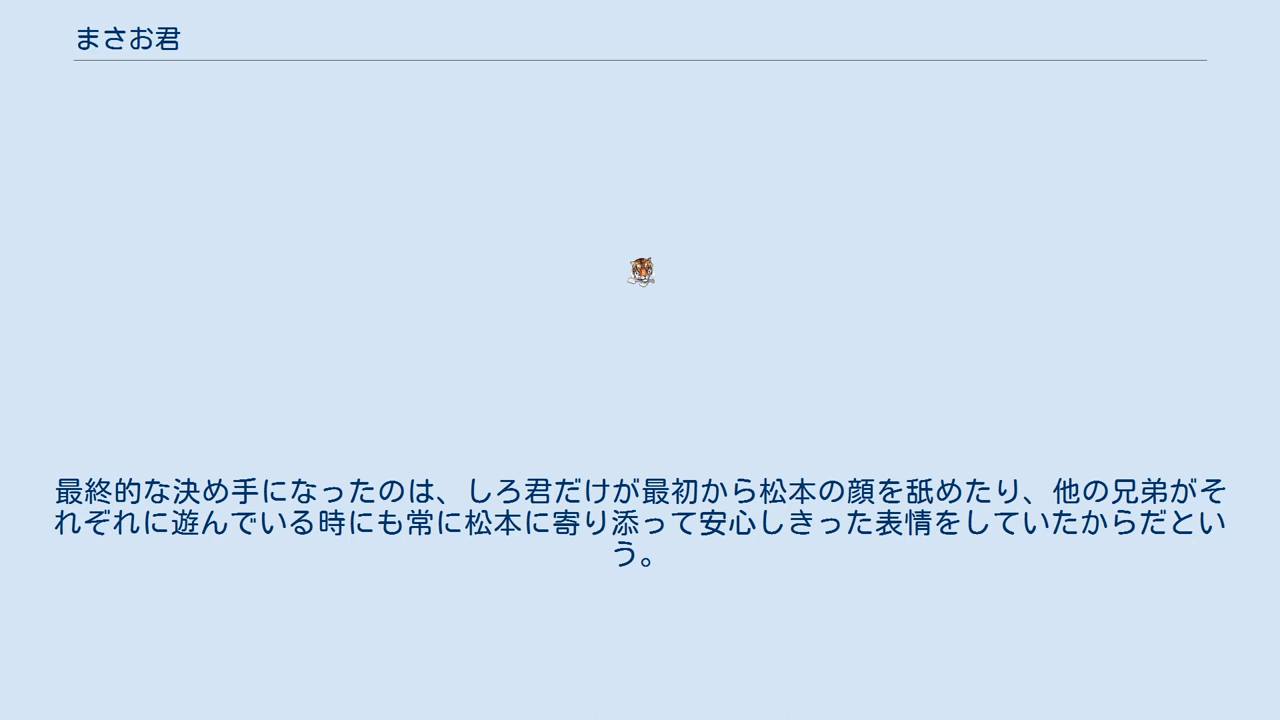 まさお君
最終的な決め手になったのは、しろ君だけが最初から松本の顔を舐めたり、他の兄弟がそ
れぞれに遊んでいる時にも常に松本に寄り添って安心しきった表情をしていたからだとい
う。